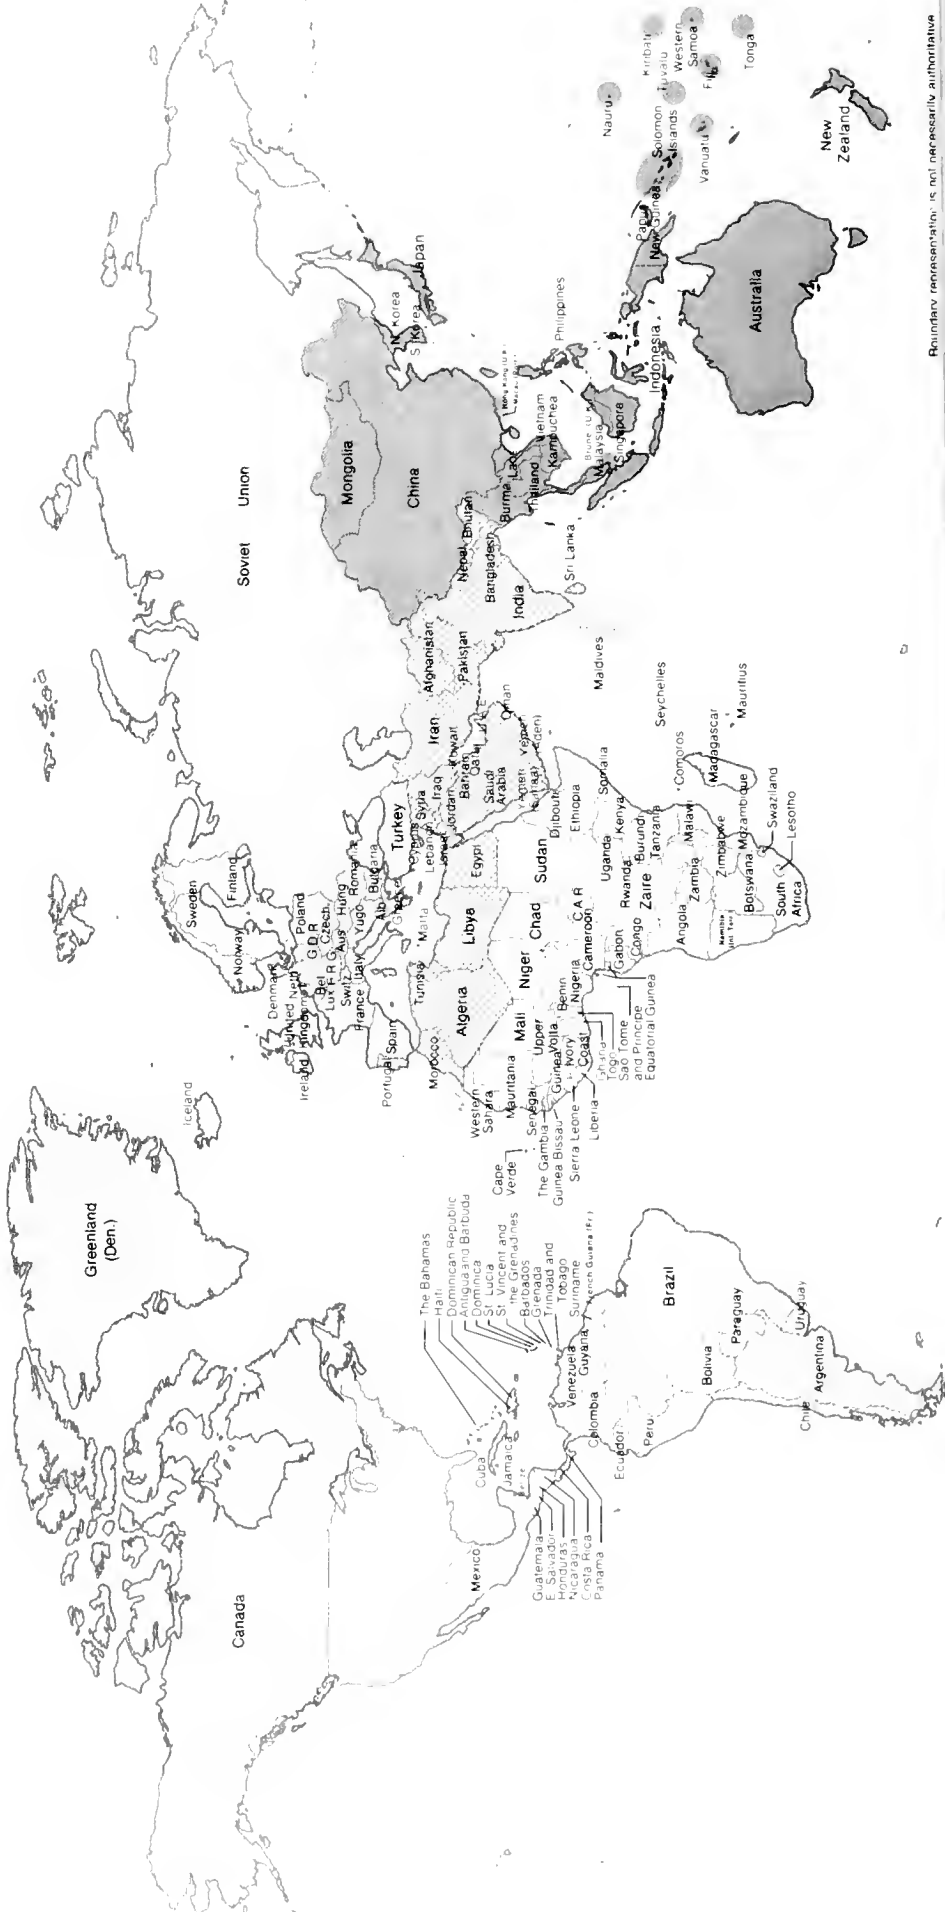 Greenland
(Den.)
Iceland
Canada
Mexico
The Bahamas
Haiti
Dominican Republic
Antigua and Barbuda
Dominica
St Lucia
St Vincent and
the Grenadines
Barbados
Grenada
Trinidad and
Tobago
Suriname
French Guiana (Fr)
Cuba
Jamaica
Guatemala
Honduras
Nicaragua
Costa Rica
Panama
Venezuela
Guyana
Colombia
Ecuador
Peru
Brazil
Bolivia
Paraguay
Uruguay
Argentina
Chile
Norway
Sweden
Finland
Denmark
United
Kingdom
Ireland
Neth
Bel
Lux
F R G
G D R
Poland
Czech
Aus
Hung
Romania
Switz
France
Italy
Yugo
Bulgaria
Alb
Greece
Portugal
Spain
Malta
Turkey
Cyprus
Syria
Lebanon
Israel
Jordan
Iraq
Iran
Kuwait
Bahrain
Qatar
U A E
Oman
Saudi
Arabia
Yemen
(Sanaa)
Yemen
(Aden)
Afghanistan
Pakistan
India
Nepal
Bhutan
Bangladesh
Sri Lanka
Maldives
Soviet Union
Mongolia
China
N Korea
S Korea
Japan
Burma
Laos
Thailand
Vietnam
Kampuchea
Malaysia
Singapore
Philippines
Indonesia
Papua
New Guinea
Solomon
Islands
Nauru
Kiribati
Tuvalu
Western
Samoa
Fiji
Tonga
Vanuatu
Australia
New
Zealand
Morocco
Algeria
Tunisia
Libya
Egypt
Western
Sahara
Mauritania
Mali
Niger
Chad
Sudan
Ethiopia
Djibouti
Somalia
Cape
Verde
Senegal
The Gambia
Guinea Bissau
Guinea
Sierra Leone
Liberia
Ivory
Coast
Upper
Volta
Ghana
Togo
Benin
Nigeria
Cameroon
C A R
Sao Tome
and Principe
Equatorial Guinea
Gabon
Congo
Zaire
Uganda
Kenya
Rwanda
Burundi
Tanzania
Angola
Zambia
Malawi
Mozambique
Zimbabwe
Botswana
Namibia
South
Africa
Swaziland
Lesotho
Madagascar
Comoros
Seychelles
Mauritius
Boundary representation is not necessarily authoritative